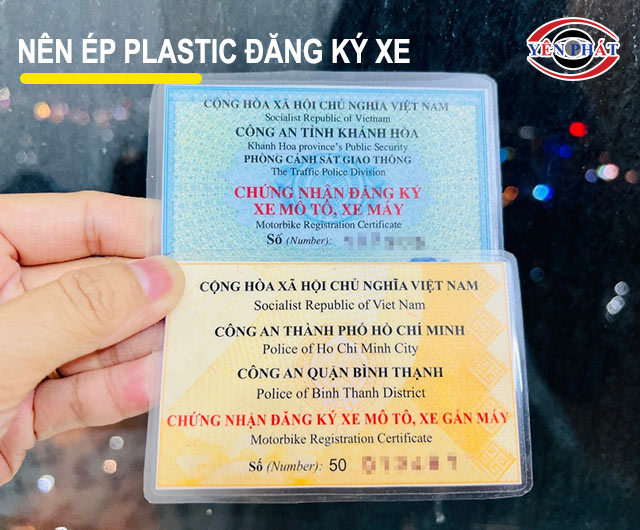 NÊN ÉP PLASTIC ĐĂNG KÝ XE
YÊN PHÁT
CỘNG HÒA XÃ HỘI CHỦ NGHĨA VIỆT NAM
Socialist Republic of Vietnam
CÔNG AN TỈNH KHÁNH HÒA
Khanh Hoa province's Public Security
PHÒNG CẢNH SÁT GIAO THÔNG
The Traffic Police Division
CHỨNG NHẬN ĐĂNG KÝ
XE MÔ TÔ, XE MÁY
Motorbike Registration Certificate
Số (Number):
CỘNG HÒA XÃ HỘI CHỦ NGHĨA VIỆT NAM
Socialist Republic of Viet Nam
CÔNG AN THÀNH PHỐ HỒ CHÍ MINH
Police of Ho Chi Minh City
CÔNG AN QUẬN BÌNH THẠNH
Police of Binh Thanh District
CHỨNG NHẬN ĐĂNG KÝ XE MÔ TÔ, XE GẮN MÁY
Motorbike Registration Certificate
Số (Number): 50